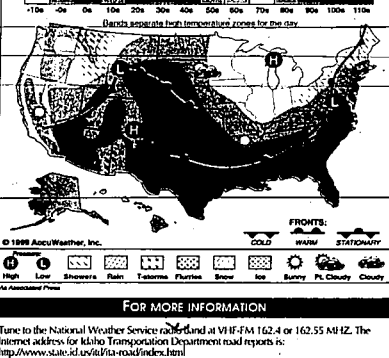 -10s -0s 0s 10s 20s 30s 40s 50s 60s 70s 80s 90s 100s 110s
Bands separate high temperature zones for the day.
H
L
L
H
FRONTS:
© 1999 AccuWeather, Inc.
COLD WARM STATIONARY
Pressure:
H L
High Low Showers Rain T-storms Flurries Snow Ice Sunny Pt. Cloudy Cloudy
Associated Press
FOR MORE INFORMATION
Tune to the National Weather Service radio band at VHF-FM 162.4 or 162.55 MHZ. The
Internet address for Idaho Transportation Department road reports is:
http://www.state.id.us/itd/ita-road/index.html